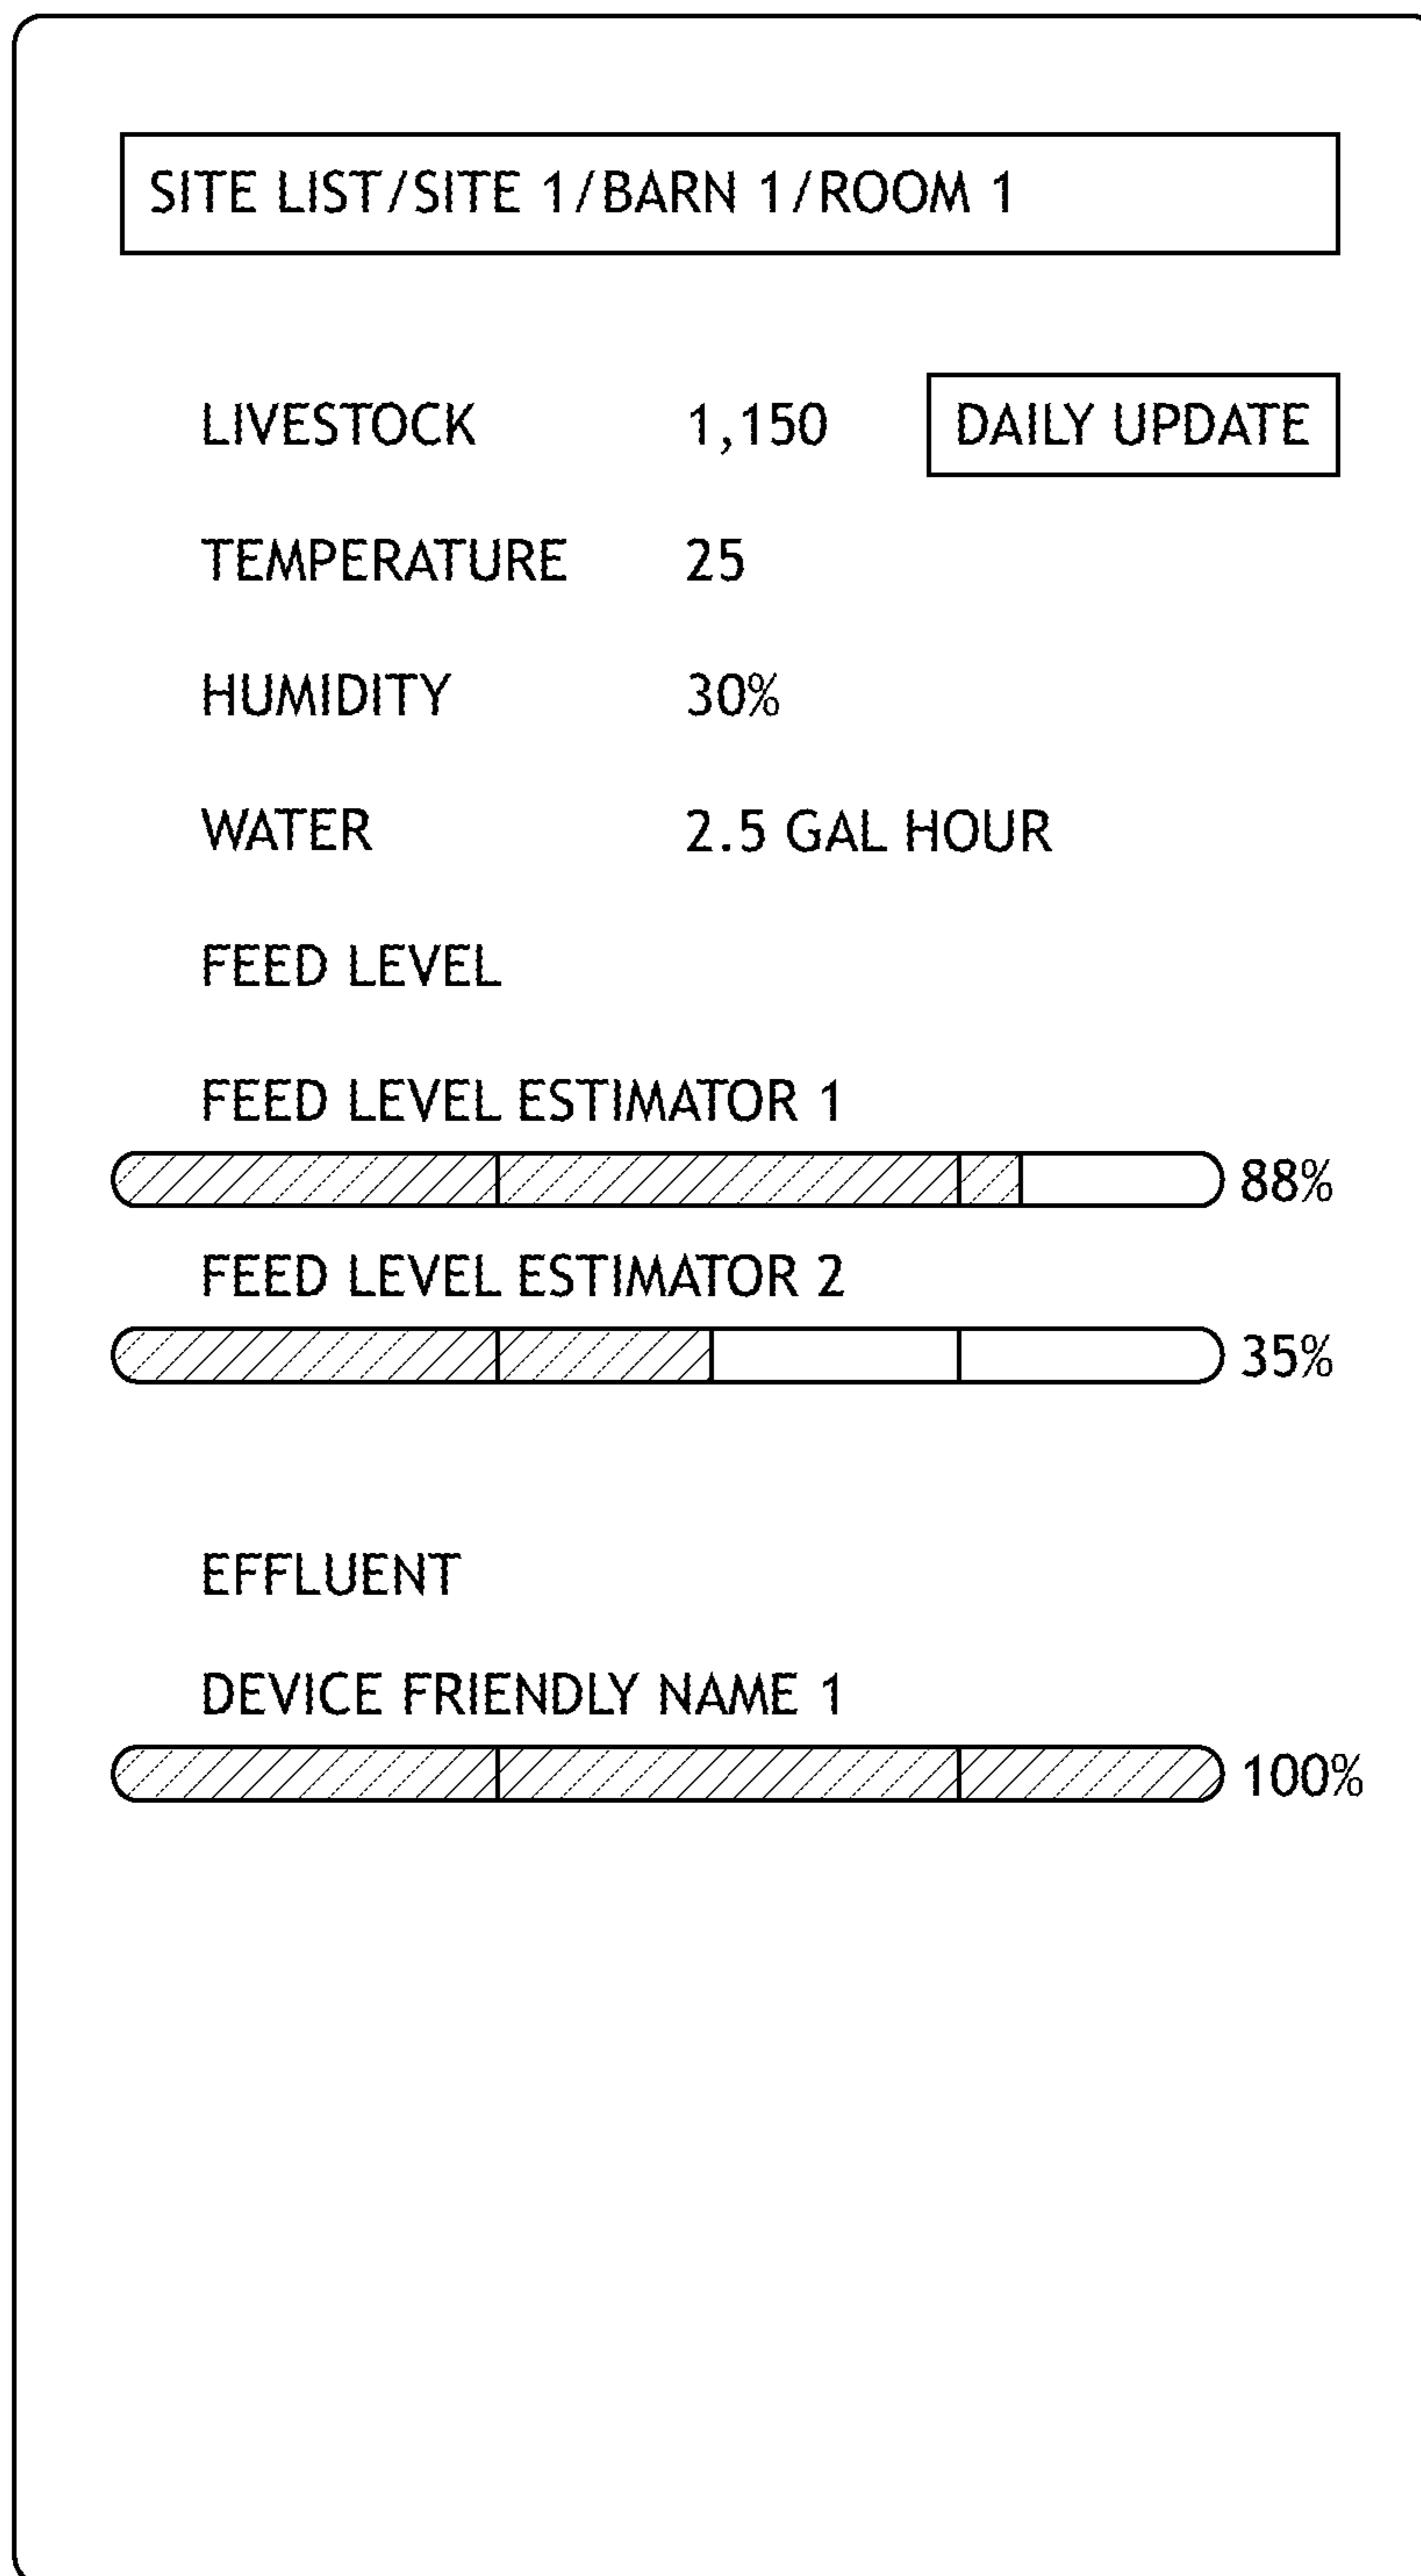 SITE LIST/SITE 1/BARN 1/ROOM 1
LIVESTOCK 1,150 DAILY UPDATE
TEMPERATURE 25
HUMIDITY 30%
WATER 2.5 GAL HOUR
FEED LEVEL
FEED LEVEL ESTIMATOR 1
88%
FEED LEVEL ESTIMATOR 2
35%
EFFLUENT
DEVICE FRIENDLY NAME 1
100%